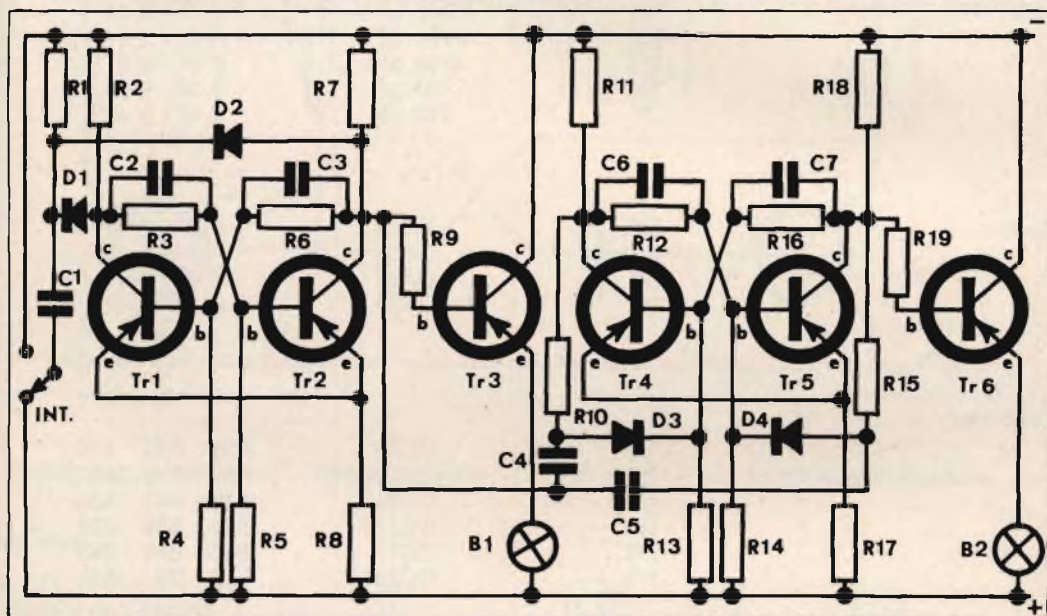 −
R1
R2
R7
R11
R18
D2
D1
C2
C3
C6
C7
R3
R6
R9
R12
R16
R19
C1
c
c
c
c
c
c
b
b
b
b
b
b
e
e
e
e
e
e
Tr1
Tr2
Tr3
Tr4
Tr5
Tr6
INT.
R10
D3
D4
R15
C4
C5
R4
R5
R8
B1
R13
R14
R17
B2
+